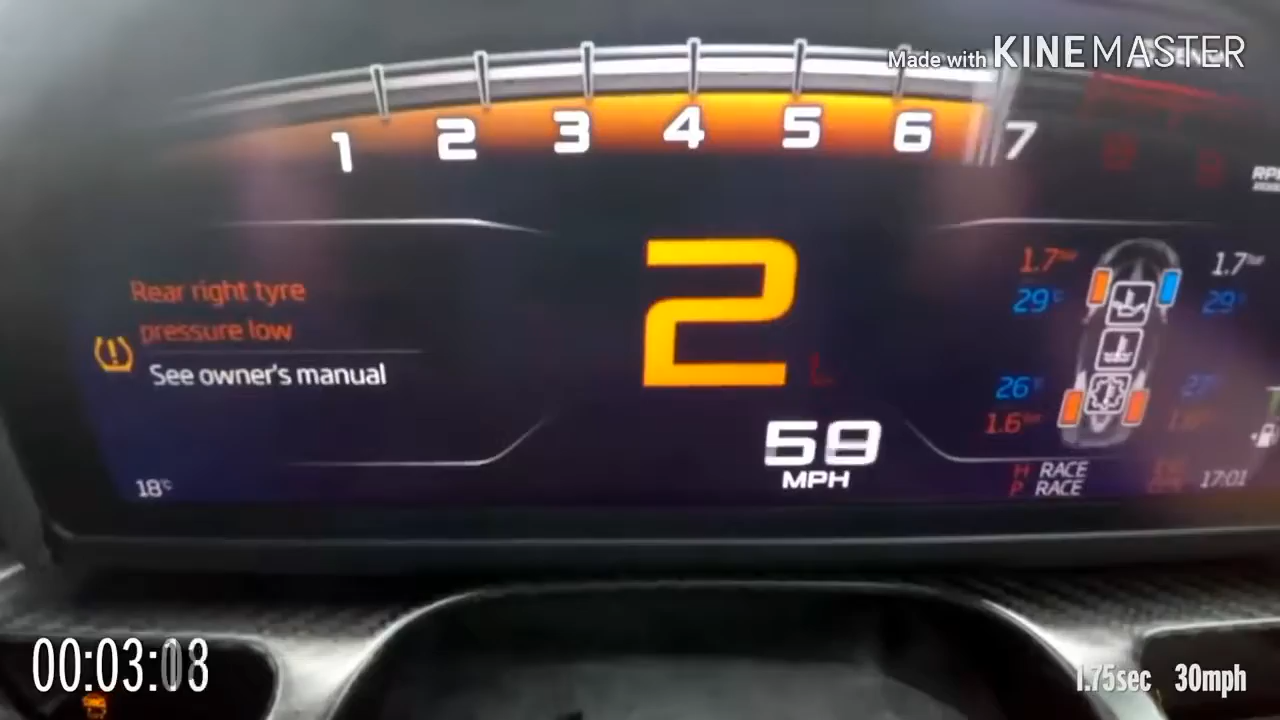 Made with KINEMASTER
1 2 3 4 5 6 7
Rear right tyre
pressure low
See owner's manual
18°C
2
L
MPH
1.7 bar 1.7 bar
29°C 29°
26°
1.6
H RACE
P RACE
17:01
00:03:08
1.75sec 30mph